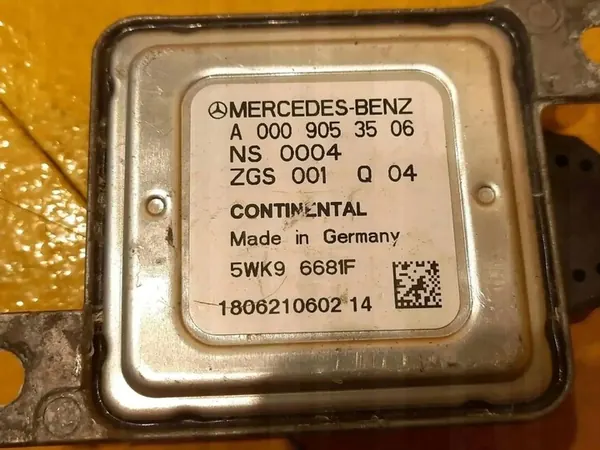 MERCEDES-BENZ
A 000 905 35 06
NS 0004
ZGS 001 Q 04
CONTINENTAL
Made in Germany
5WK9 6681F
1806210602 14